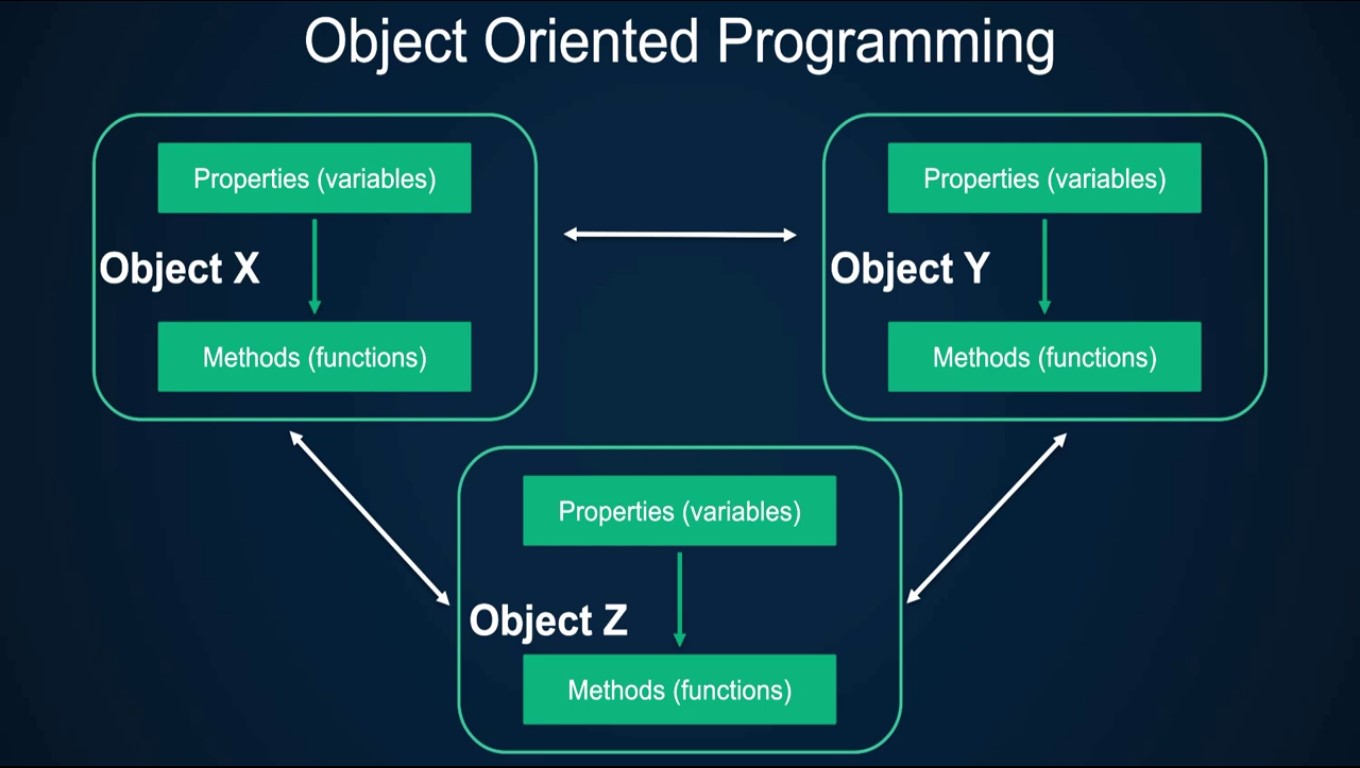 Object Oriented Programming
Properties (variables)
Object X
Methods (functions)
Properties (variables)
Object Y
Methods (functions)
Properties (variables)
Object Z
Methods (functions)